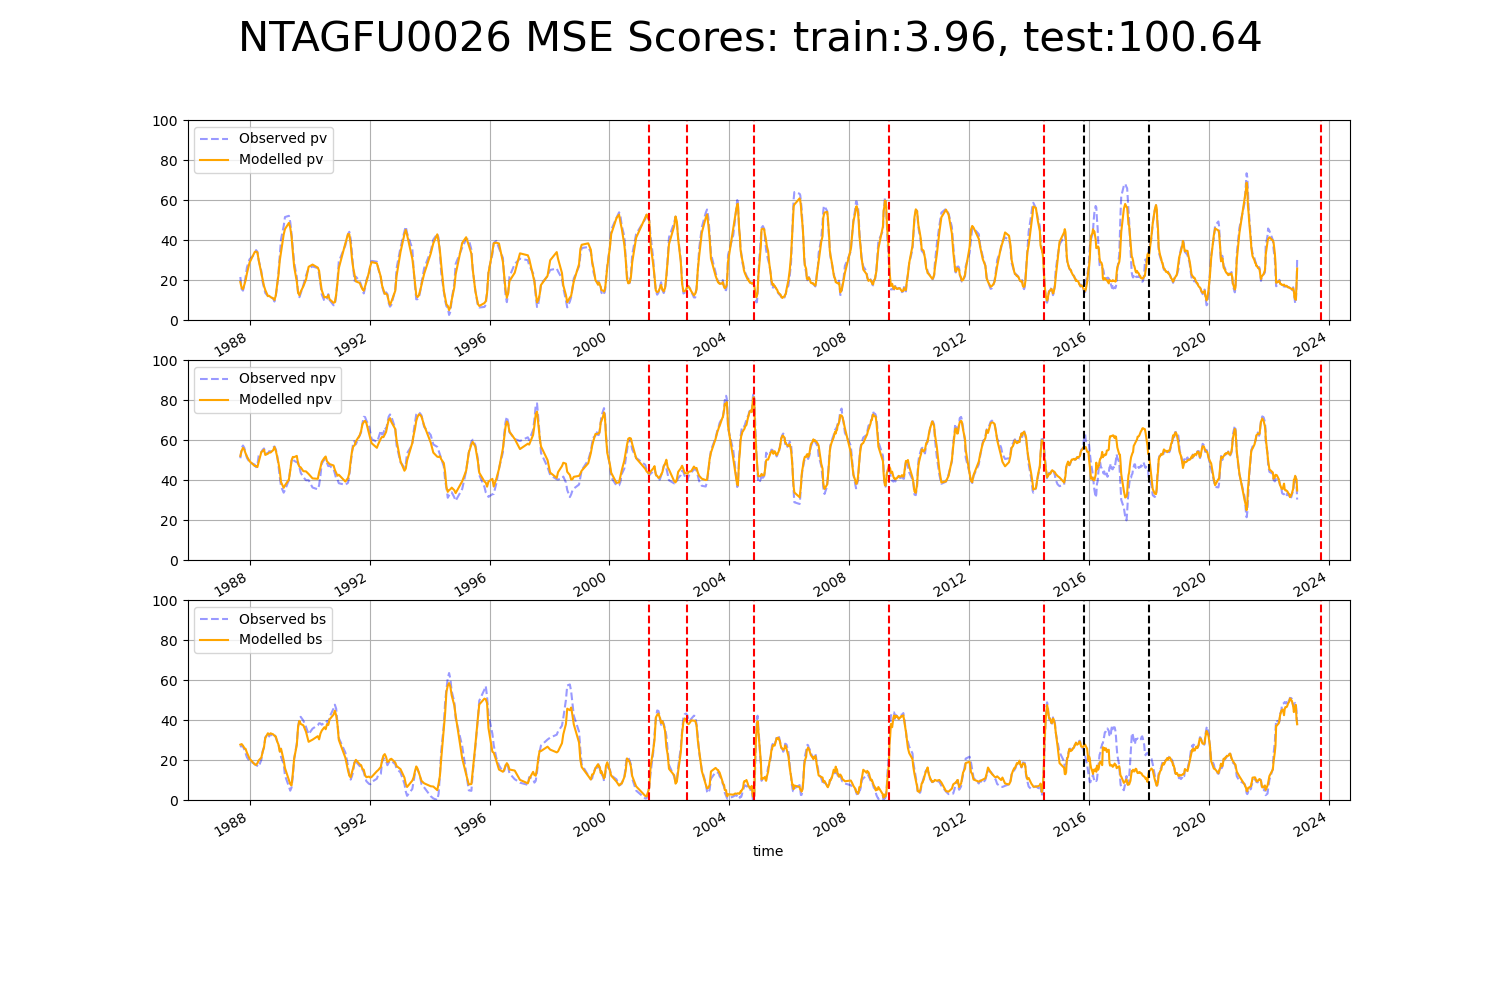 NTAGFU0026 MSE Scores: train:3.96, test:100.64
100
80
60
40
20
0
Observed pv
Modelled pv
1988 1992 1996 2000 2004 2008 2012 2016 2020 2024
100
80
60
40
20
0
Observed npv
Modelled npv
1988 1992 1996 2000 2004 2008 2012 2016 2020 2024
100
80
60
40
20
0
Observed bs
Modelled bs
1988 1992 1996 2000 2004 2008 2012 2016 2020 2024
time